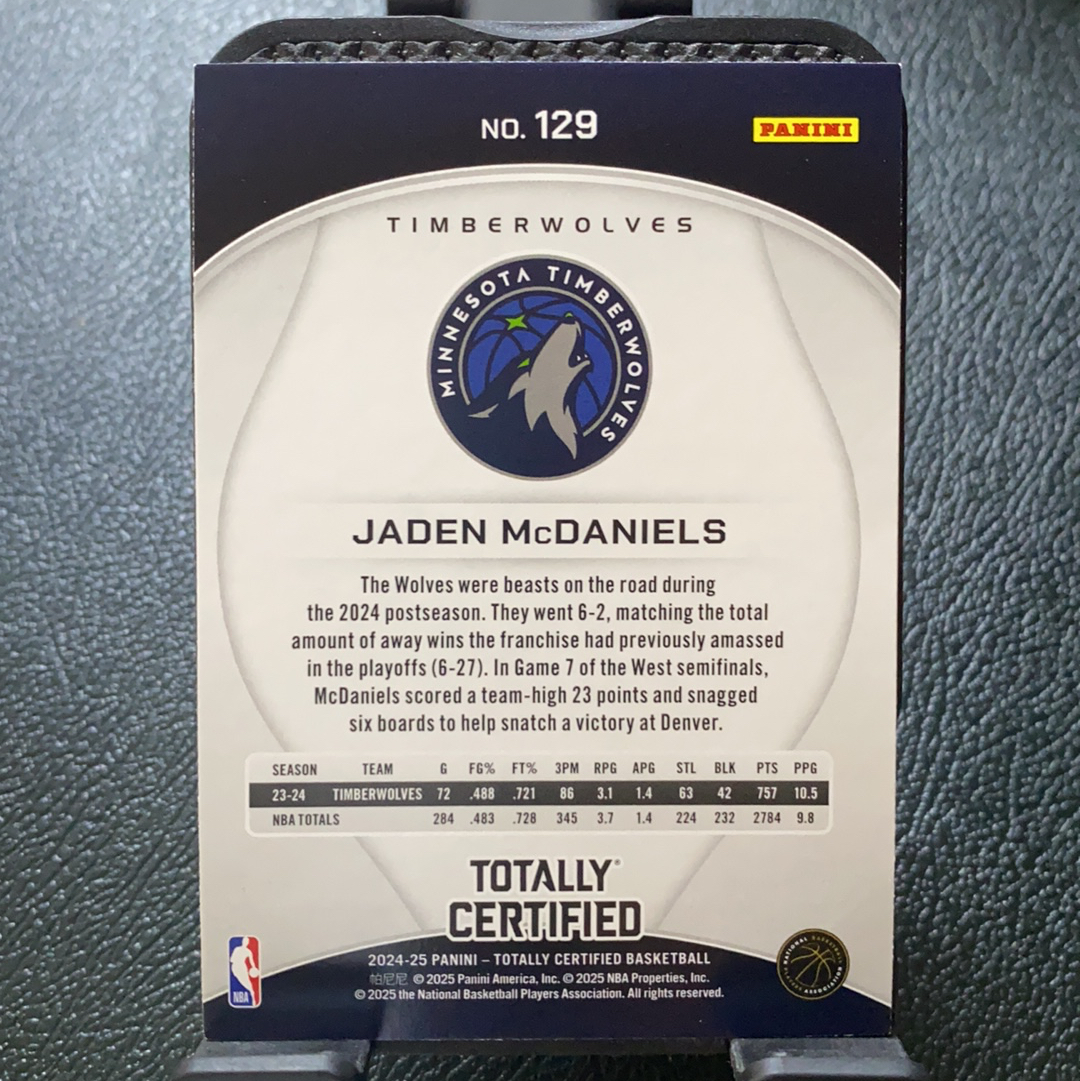 NO. 129
PANINI
TIMBERWOLVES
MINNESOTA TIMBERWOLVES
JADEN McDANIELS
The Wolves were beasts on the road during
the 2024 postseason. They went 6-2, matching the total
amount of away wins the franchise had previously amassed
in the playoffs (6-27). In Game 7 of the West semifinals,
McDaniels scored a team-high 23 points and snagged
six boards to help snatch a victory at Denver.
SEASON TEAM G FG% FT% 3PM RPG APG STL BLK PTS PPG
23-24 TIMBERWOLVES 72 .488 .721 86 3.1 1.4 63 42 757 10.5
NBA TOTALS 284 .483 .728 345 3.7 1.4 224 232 2784 9.8
TOTALLY
CERTIFIED
2024-25 PANINI – TOTALLY CERTIFIED BASKETBALL
帕尼尼 © 2025 Panini America, Inc. © 2025 NBA Properties, Inc.
© 2025 the National Basketball Players Association. All rights reserved.
NBA
NATIONAL BASKETBALL
PLAYERS ASSOCIATION